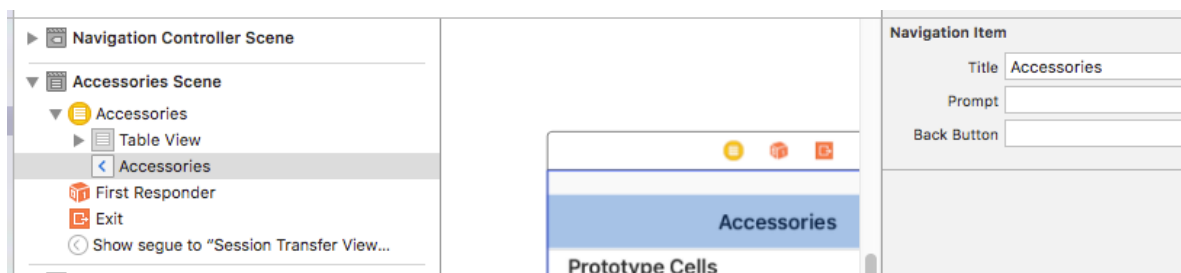 Navigation Controller Scene
Accessories Scene
Accessories
Table View
Accessories
First Responder
Exit
Show segue to “Session Transfer View...
Accessories
Prototype Cells
Navigation Item
Title Accessories
Prompt
Back Button